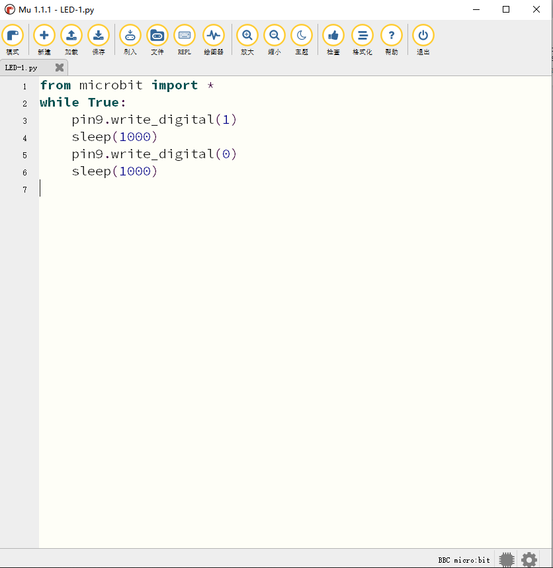 Mu 1.1.1 - LED-1.py
模式 新建 加载 保存 刷入 文件 REPL 绘图器 放大 缩小 主题 检查 格式化 帮助 退出
LED-1.py
1 from microbit import *
2 while True:
3     pin9.write_digital(1)
4     sleep(1000)
5     pin9.write_digital(0)
6     sleep(1000)
7
BBC micro:bit